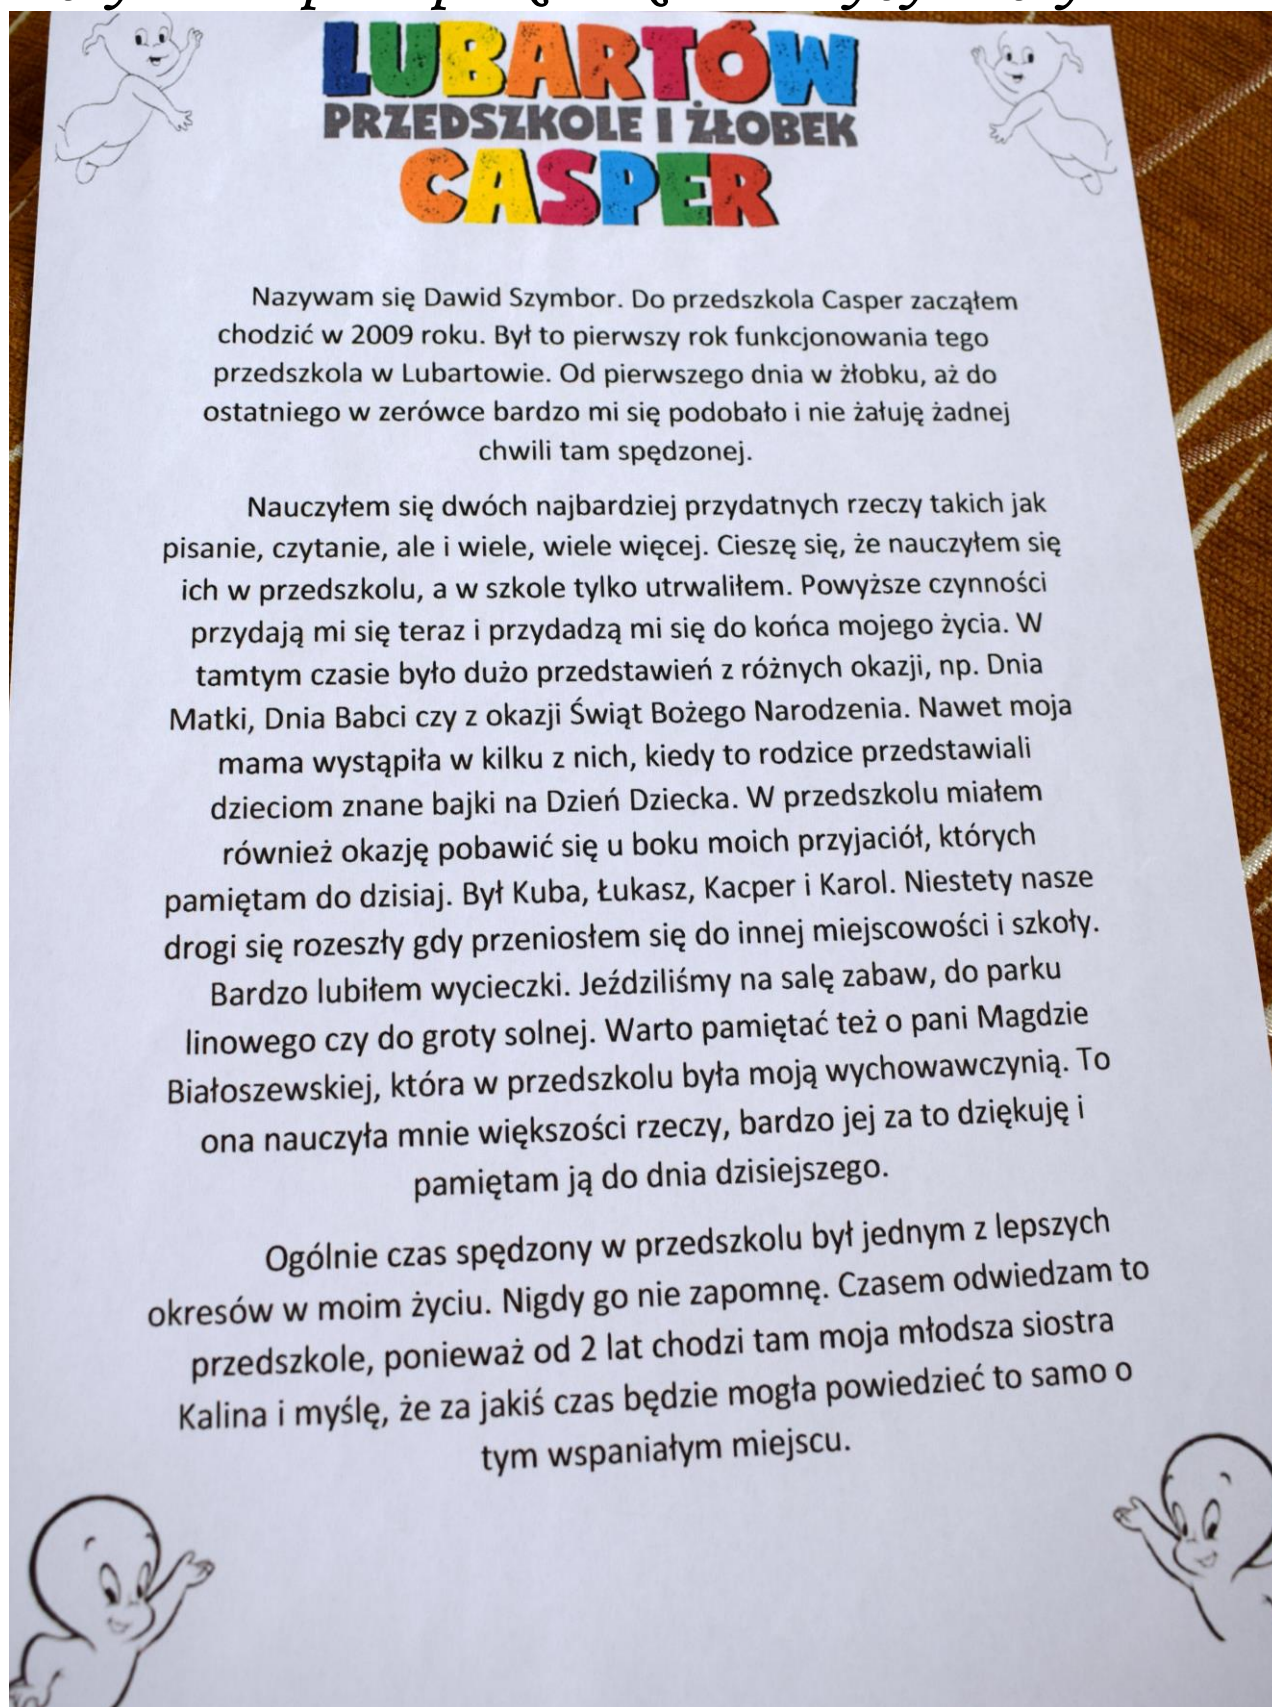 LUBARTÓW
PRZEDSZKOLE I ŻŁOBEK
CASPER
Nazywam się Dawid Szymbor. Do przedszkola Casper zacząłem
chodzić w 2009 roku. Był to pierwszy rok funkcjonowania tego
przedszkola w Lubartowie. Od pierwszego dnia w żłobku, aż do
ostatniego w zerówce bardzo mi się podobało i nie żałuję żadnej
chwili tam spędzonej.
Nauczyłem się dwóch najbardziej przydatnych rzeczy takich jak
pisanie, czytanie, ale i wiele, wiele więcej. Cieszę się, że nauczyłem się
ich w przedszkolu, a w szkole tylko utrwaliłem. Powyższe czynności
przydają mi się teraz i przydadzą mi się do końca mojego życia. W
tamtym czasie było dużo przedstawień z różnych okazji, np. Dnia
Matki, Dnia Babci czy z okazji Świąt Bożego Narodzenia. Nawet moja
mama wystąpiła w kilku z nich, kiedy to rodzice przedstawiali
dzieciom znane bajki na Dzień Dziecka. W przedszkolu miałem
również okazję pobawić się u boku moich przyjaciół, których
pamiętam do dzisiaj. Był Kuba, Łukasz, Kacper i Karol. Niestety nasze
drogi się rozeszły gdy przeniosłem się do innej miejscowości i szkoły.
Bardzo lubiłem wycieczki. Jeździliśmy na salę zabaw, do parku
linowego czy do groty solnej. Warto pamiętać też o pani Magdzie
Białoszewskiej, która w przedszkolu była moją wychowawczynią. To
ona nauczyła mnie większości rzeczy, bardzo jej za to dziękuję i
pamiętam ją do dnia dzisiejszego.
Ogólnie czas spędzony w przedszkolu był jednym z lepszych
okresów w moim życiu. Nigdy go nie zapomnę. Czasem odwiedzam to
przedszkole, ponieważ od 2 lat chodzi tam moja młodsza siostra
Kalina i myślę, że za jakiś czas będzie mogła powiedzieć to samo o
tym wspaniałym miejscu.